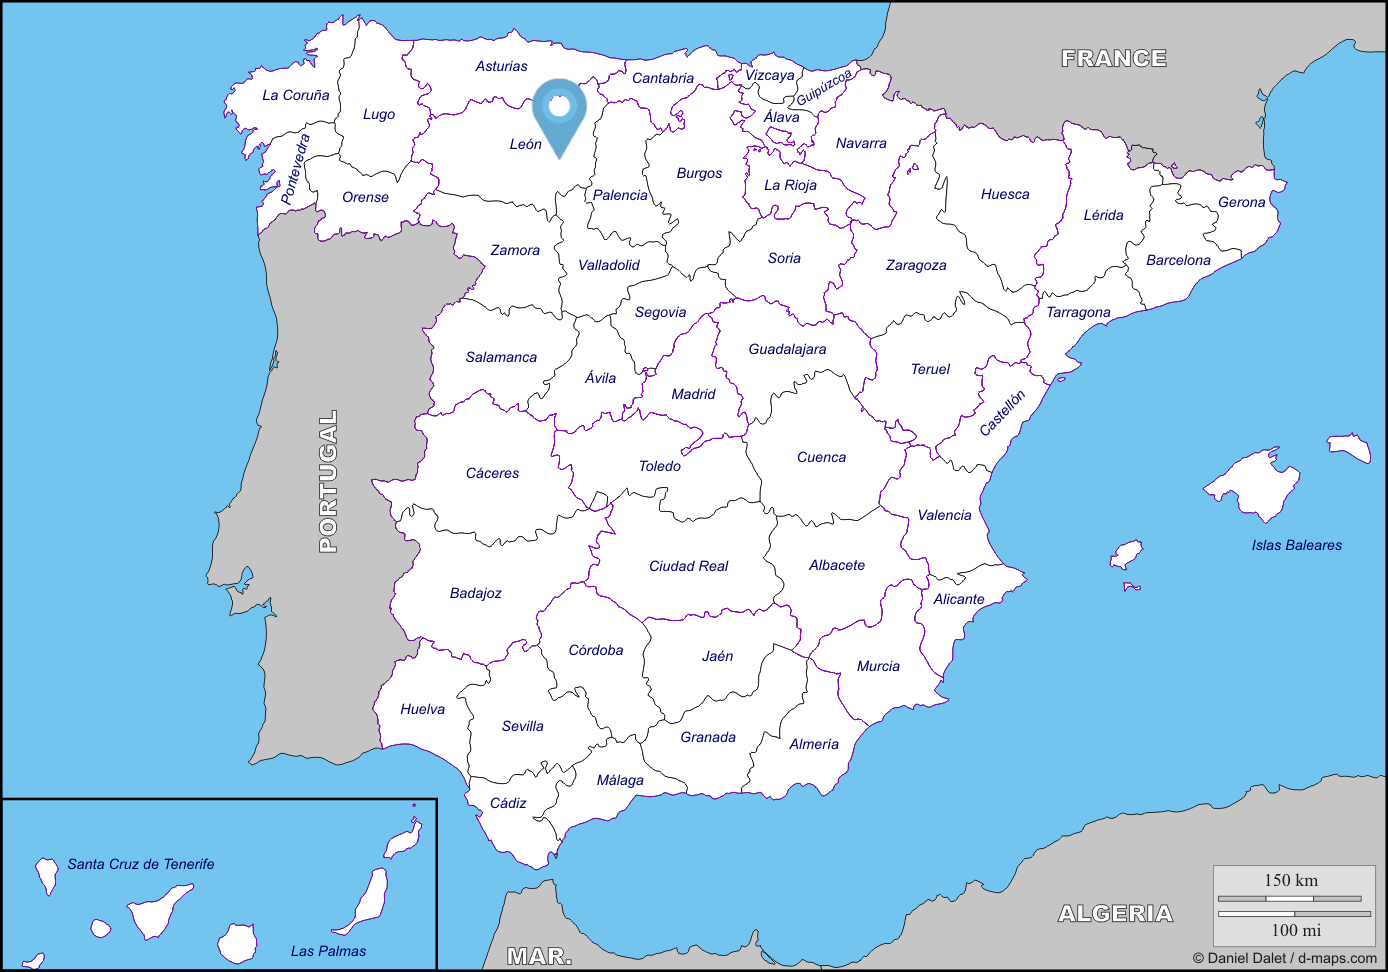 FRANCE
Asturias
Cantabria
Vizcaya
Guipúzcoa
La Coruña
Lugo
Álava
Navarra
León
Pontevedra
Orense
Palencia
Burgos
La Rioja
Huesca
Lérida
Gerona
Zamora
Valladolid
Soria
Zaragoza
Barcelona
Segovia
Tarragona
Salamanca
Ávila
Guadalajara
Teruel
Madrid
Castellón
PORTUGAL
Cáceres
Toledo
Cuenca
Valencia
Islas Baleares
Badajoz
Ciudad Real
Albacete
Alicante
Córdoba
Jaén
Murcia
Huelva
Sevilla
Granada
Almería
Málaga
Cádiz
Santa Cruz de Tenerife
Las Palmas
MAR.
ALGERIA
150 km
100 mi
© Daniel Dalet / d-maps.com